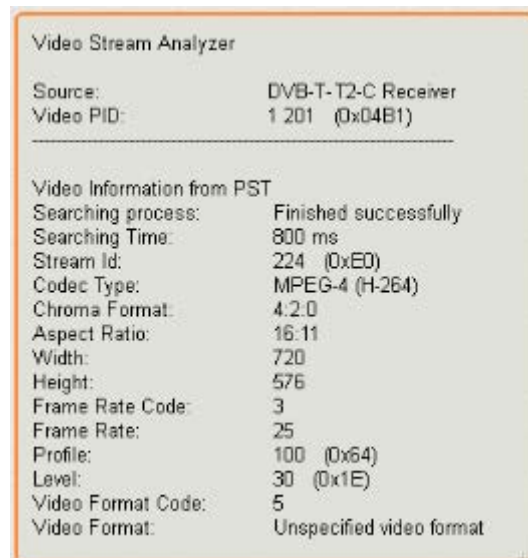 Video Stream Analyzer
Source: DVB-T-T2-C Receiver
Video PID: 1 201 (0x04B1)
Video Information from PST
Searching process: Finished successfully
Searching Time: 800 ms
Stream Id: 224 (0xE0)
Codec Type: MPEG-4 (H-264)
Chroma Format: 4:2:0
Aspect Ratio: 16:11
Width: 720
Height: 576
Frame Rate Code: 3
Frame Rate: 25
Profile: 100 (0x64)
Level: 30 (0x1E)
Video Format Code: 5
Video Format: Unspecified video format